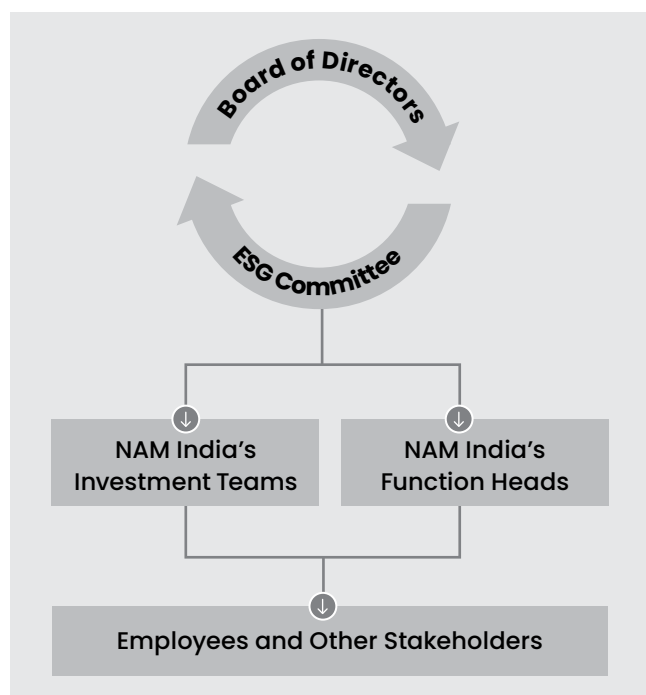 Board of Directors
ESG Committee
NAM India’s
Investment Teams
NAM India’s
Function Heads
Employees and Other Stakeholders